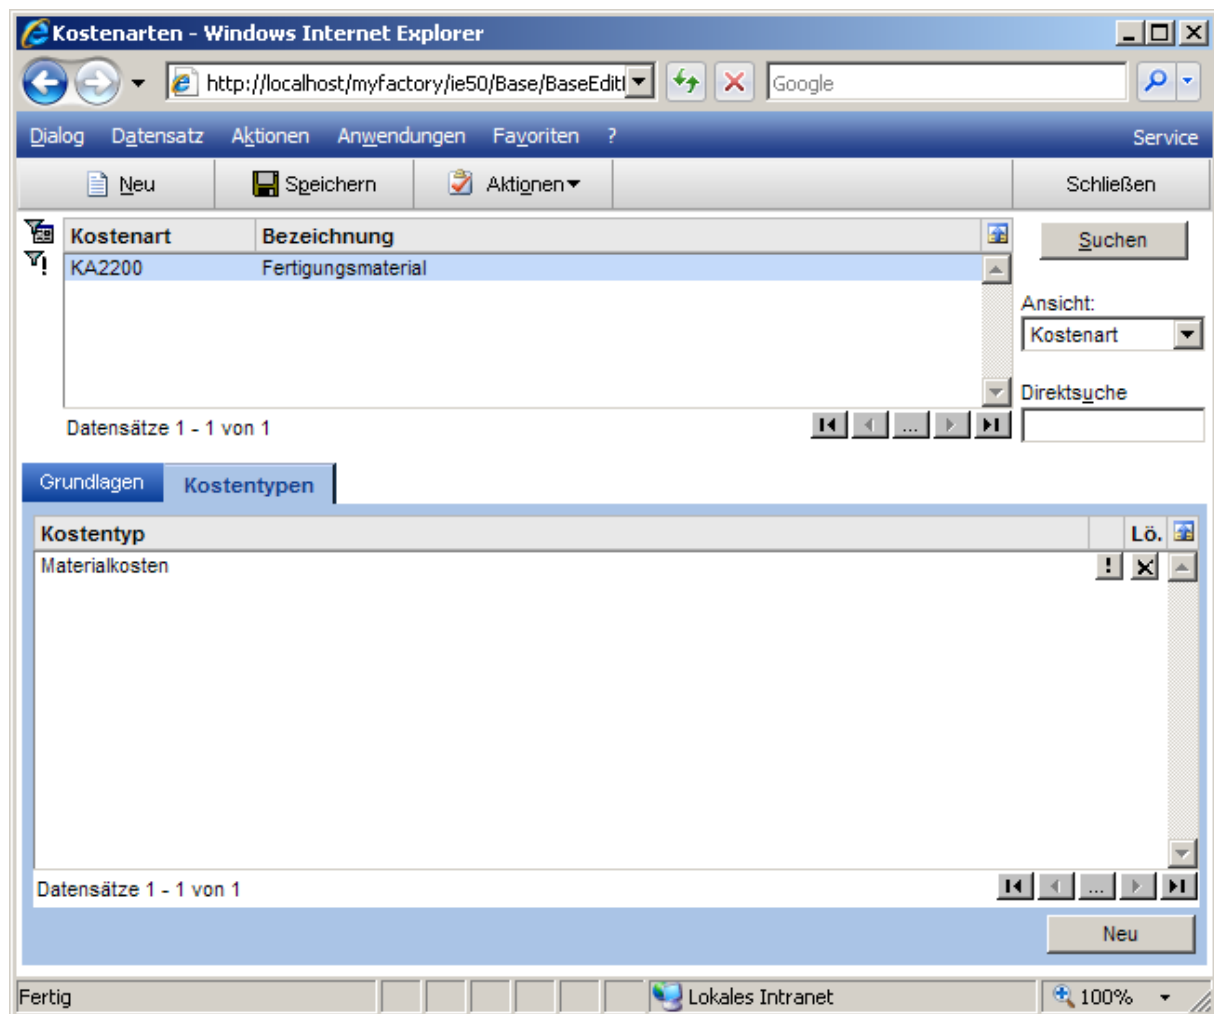 Kostenarten - Windows Internet Explorer
http://localhost/myfactory/ie50/Base/BaseEditl
Google
Dialog Datensatz Aktionen Anwendungen Favoriten ? Service
Neu Speichern Aktionen Schließen
Kostenart Bezeichnung
Suchen
KA2200 Fertigungsmaterial
Ansicht:
Kostenart
Direktsuche
Datensätze 1 - 1 von 1
...
Grundlagen Kostentypen
Kostentyp Lö.
Materialkosten
Datensätze 1 - 1 von 1
...
Neu
Fertig Lokales Intranet 100%